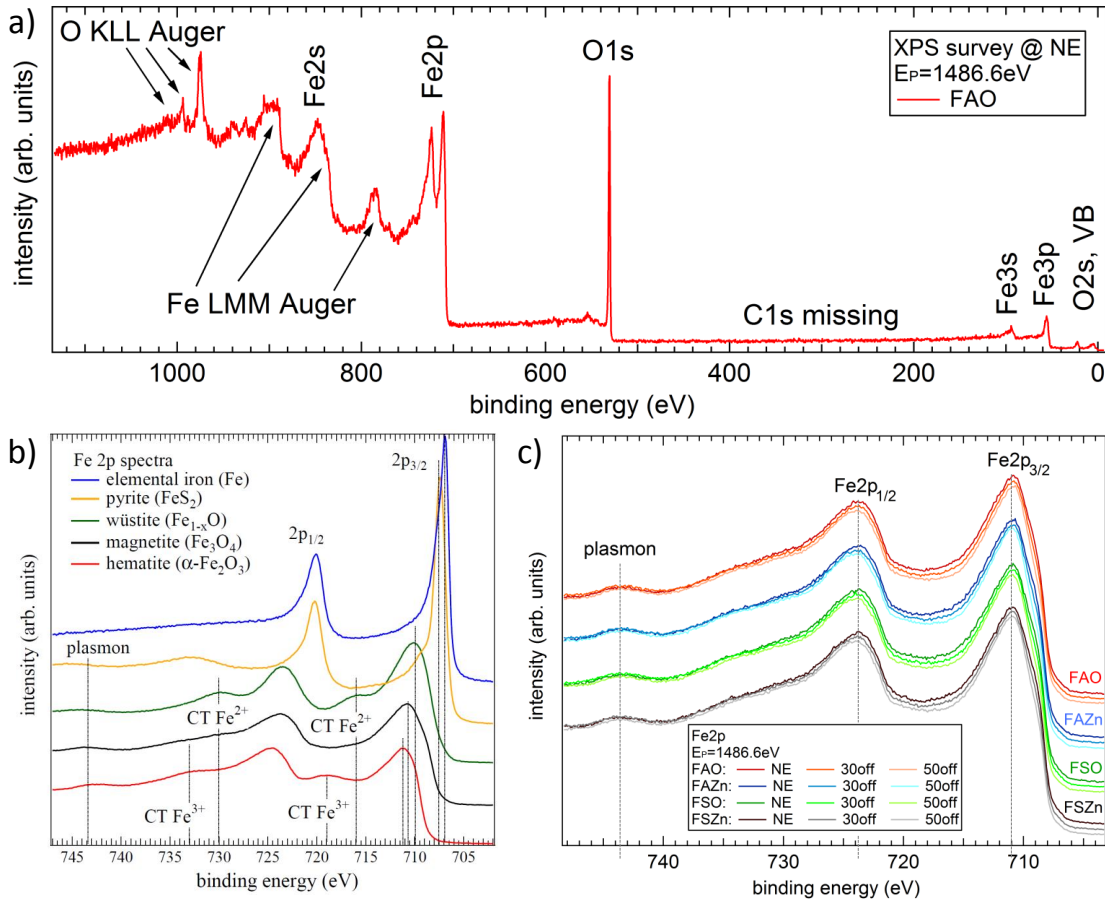 a)
O KLL Auger
Fe2s
Fe2p
O1s
XPS survey @ NE
E_P=1486.6eV
FAO
Fe LMM Auger
C1s missing
Fe3s
Fe3p
O2s, VB
intensity (arb. units)
1000 800 600 400 200 0
binding energy (eV)
b)
Fe 2p spectra
elemental iron (Fe)
pyrite (FeS₂)
wüstite (Fe₁₋ₓO)
magnetite (Fe₃O₄)
hematite (α-Fe₂O₃)
2p₃/₂
2p₁/₂
plasmon
CT Fe²⁺
CT Fe²⁺
CT Fe³⁺
CT Fe³⁺
intensity (arb. units)
745 740 735 730 725 720 715 710 705
binding energy (eV)
c)
Fe2p₃/₂
Fe2p₁/₂
plasmon
FAO
FAZn
FSO
FSZn
Fe2p
E_P=1486.6eV
FAO: NE 30off 50off
FAZn: NE 30off 50off
FSO: NE 30off 50off
FSZn: NE 30off 50off
intensity (arb. units)
740 730 720 710
binding energy (eV)